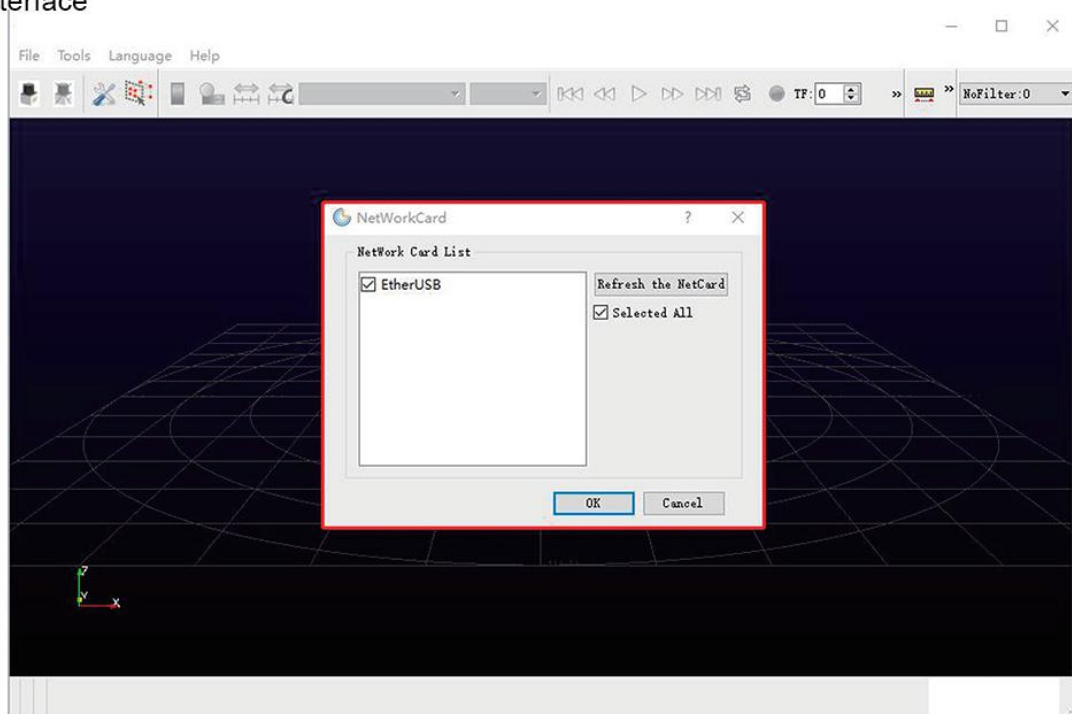 terface
File Tools Language Help
TF: 0 » » NoFilter:0
NetWorkCard ?
NetWork Card List
EtherUSB
Refresh the NetCard
Selected All
OK Cancel
Z
Y X